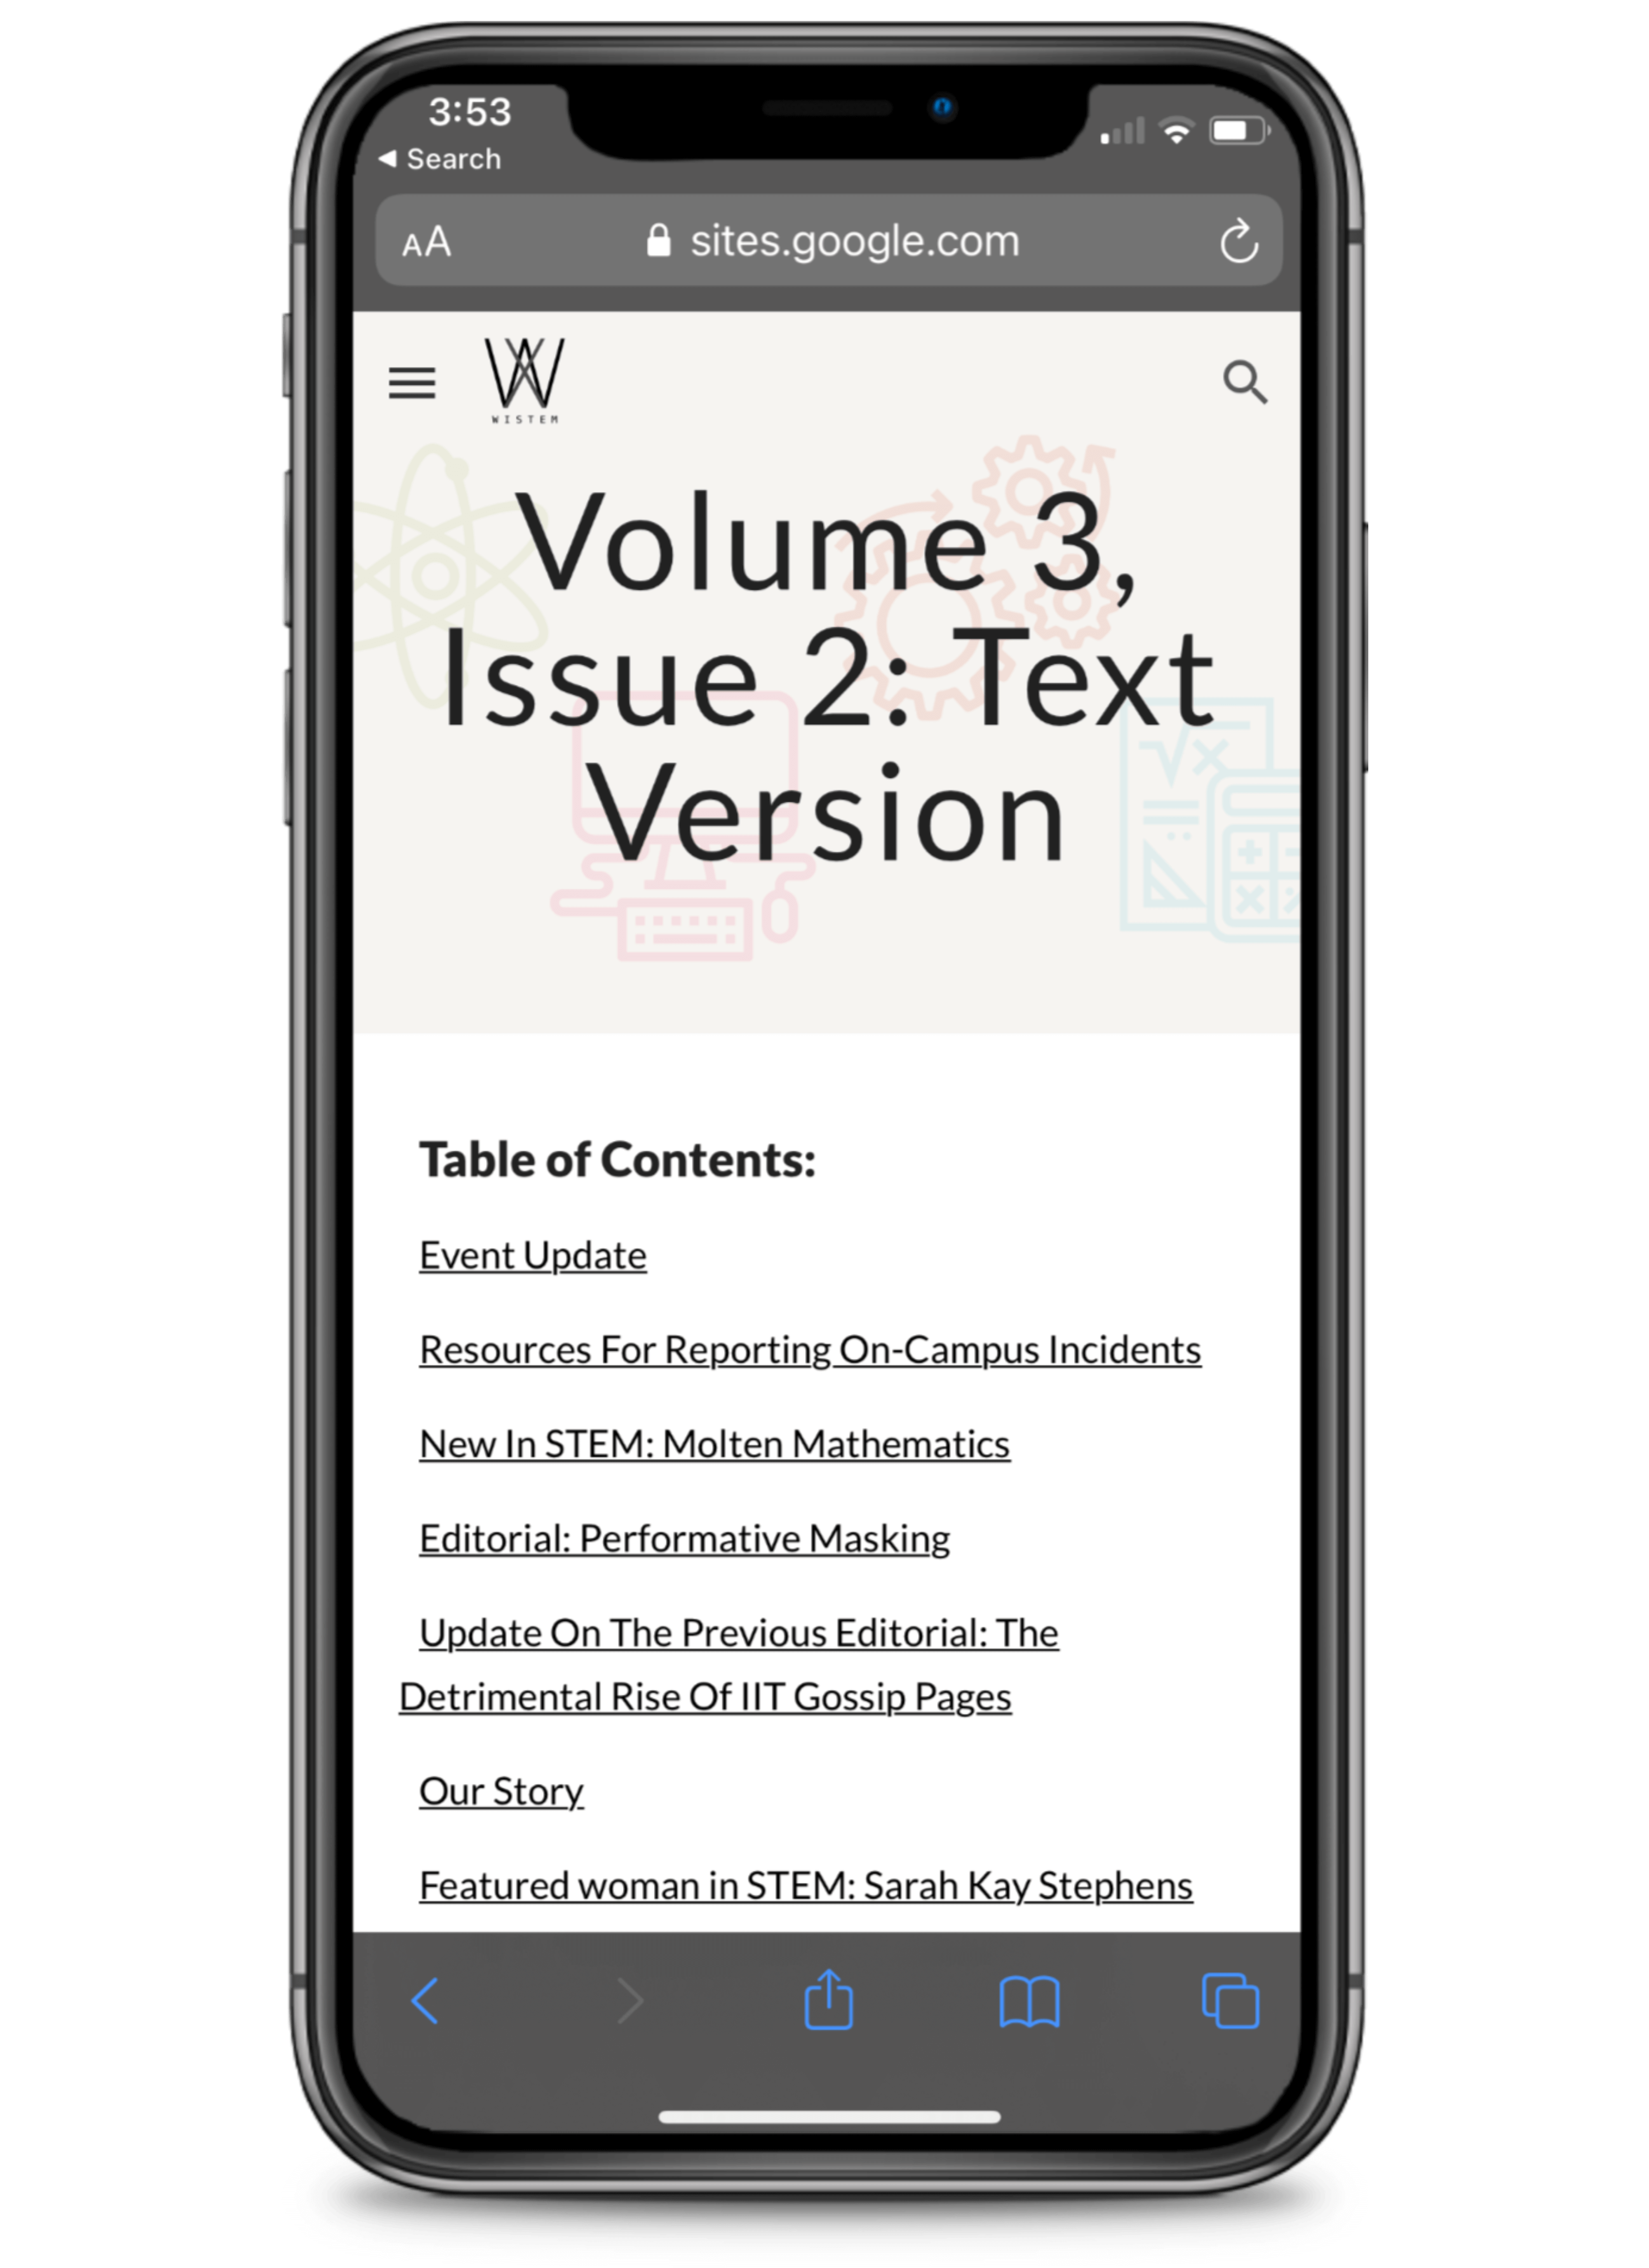 3:53
Search
AA sites.google.com
WISTEM
Volume 3,
Issue 2: Text
Version
Table of Contents:
Event Update
Resources For Reporting On-Campus Incidents
New In STEM: Molten Mathematics
Editorial: Performative Masking
Update On The Previous Editorial: The
Detrimental Rise Of IIT Gossip Pages
Our Story
Featured woman in STEM: Sarah Kay Stephens